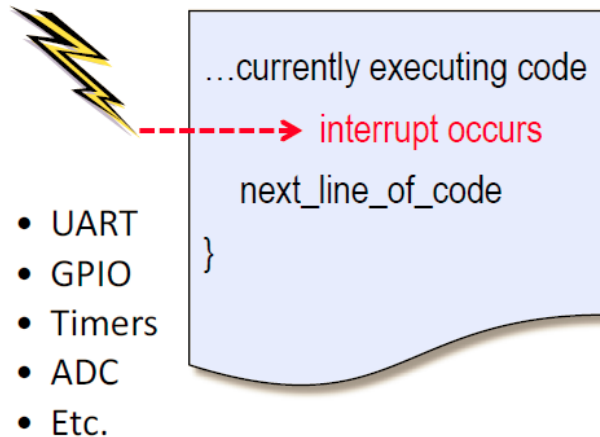 ...currently executing code
interrupt occurs
next_line_of_code
}
• UART
• GPIO
• Timers
• ADC
• Etc.